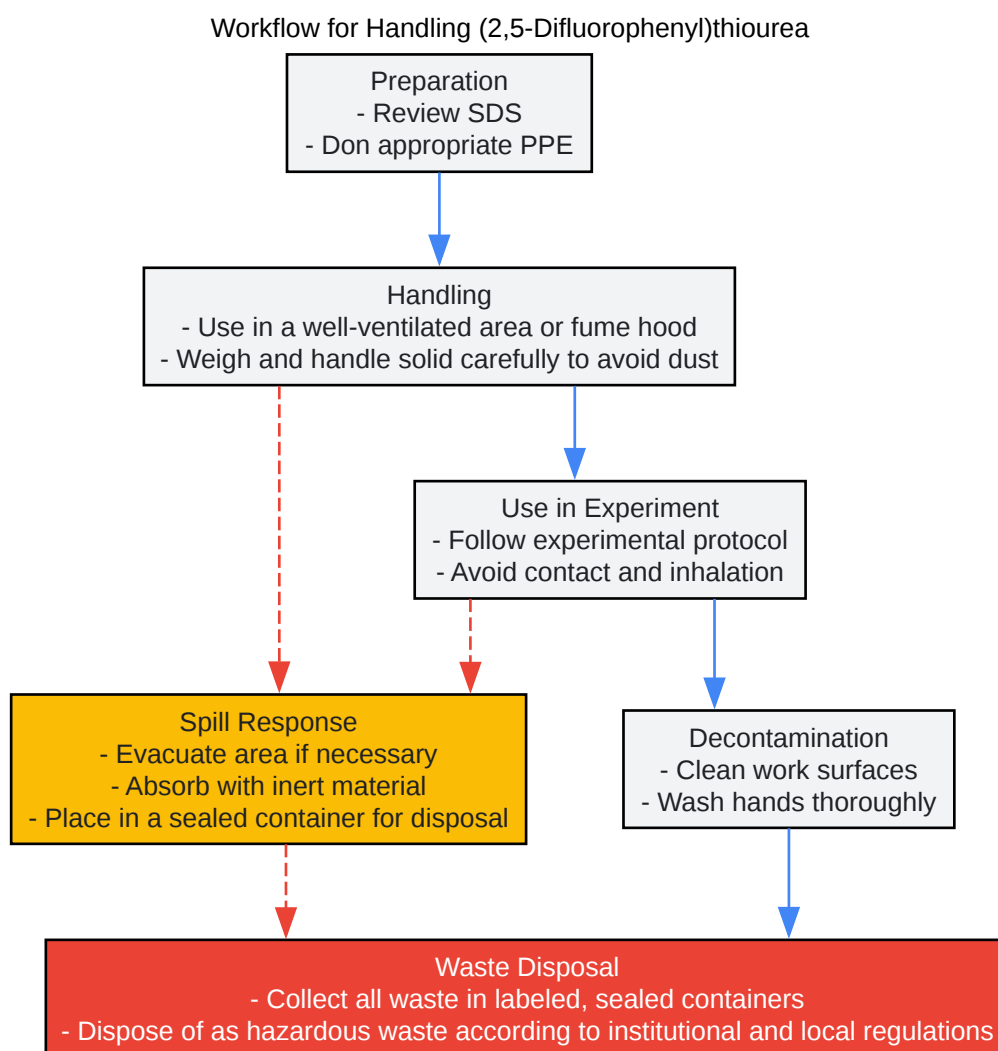 Workflow for Handling (2,5-Difluorophenyl)thiourea
Preparation
- Review SDS
- Don appropriate PPE
Handling
- Use in a well-ventilated area or fume hood
- Weigh and handle solid carefully to avoid dust
Use in Experiment
- Follow experimental protocol
- Avoid contact and inhalation
Spill Response
- Evacuate area if necessary
- Absorb with inert material
- Place in a sealed container for disposal
Decontamination
- Clean work surfaces
- Wash hands thoroughly
Waste Disposal
- Collect all waste in labeled, sealed containers
- Dispose of as hazardous waste according to institutional and local regulations